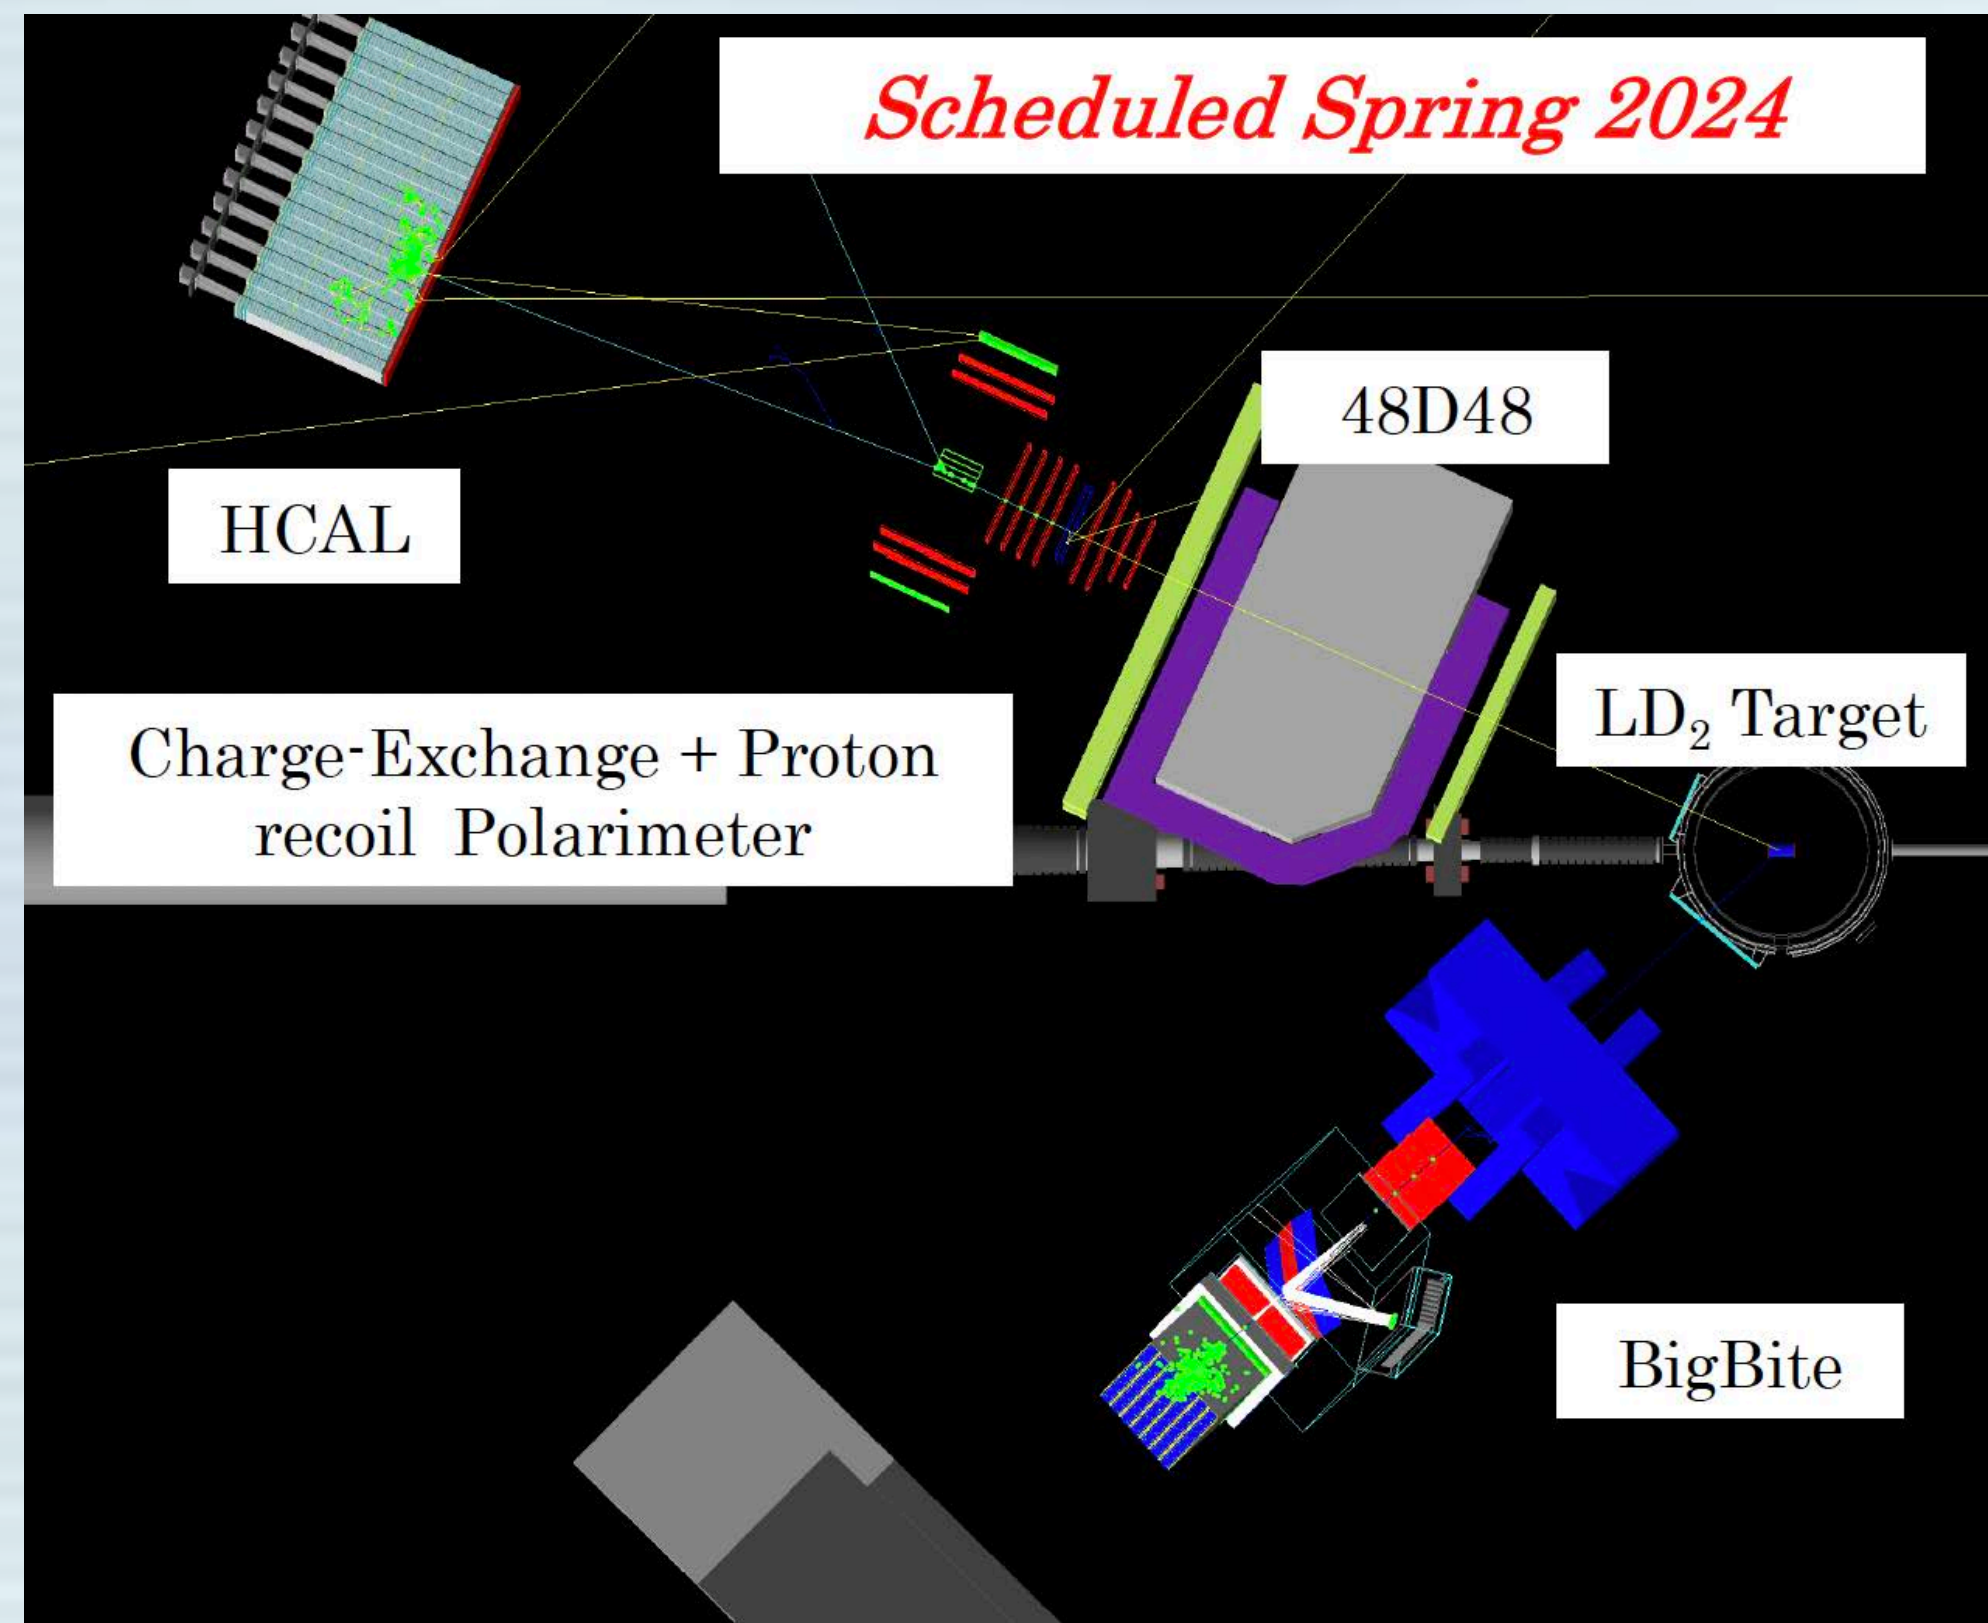 Scheduled Spring 2024
48D48
HCAL
LD₂ Target
Charge-Exchange + Proton
recoil Polarimeter
BigBite